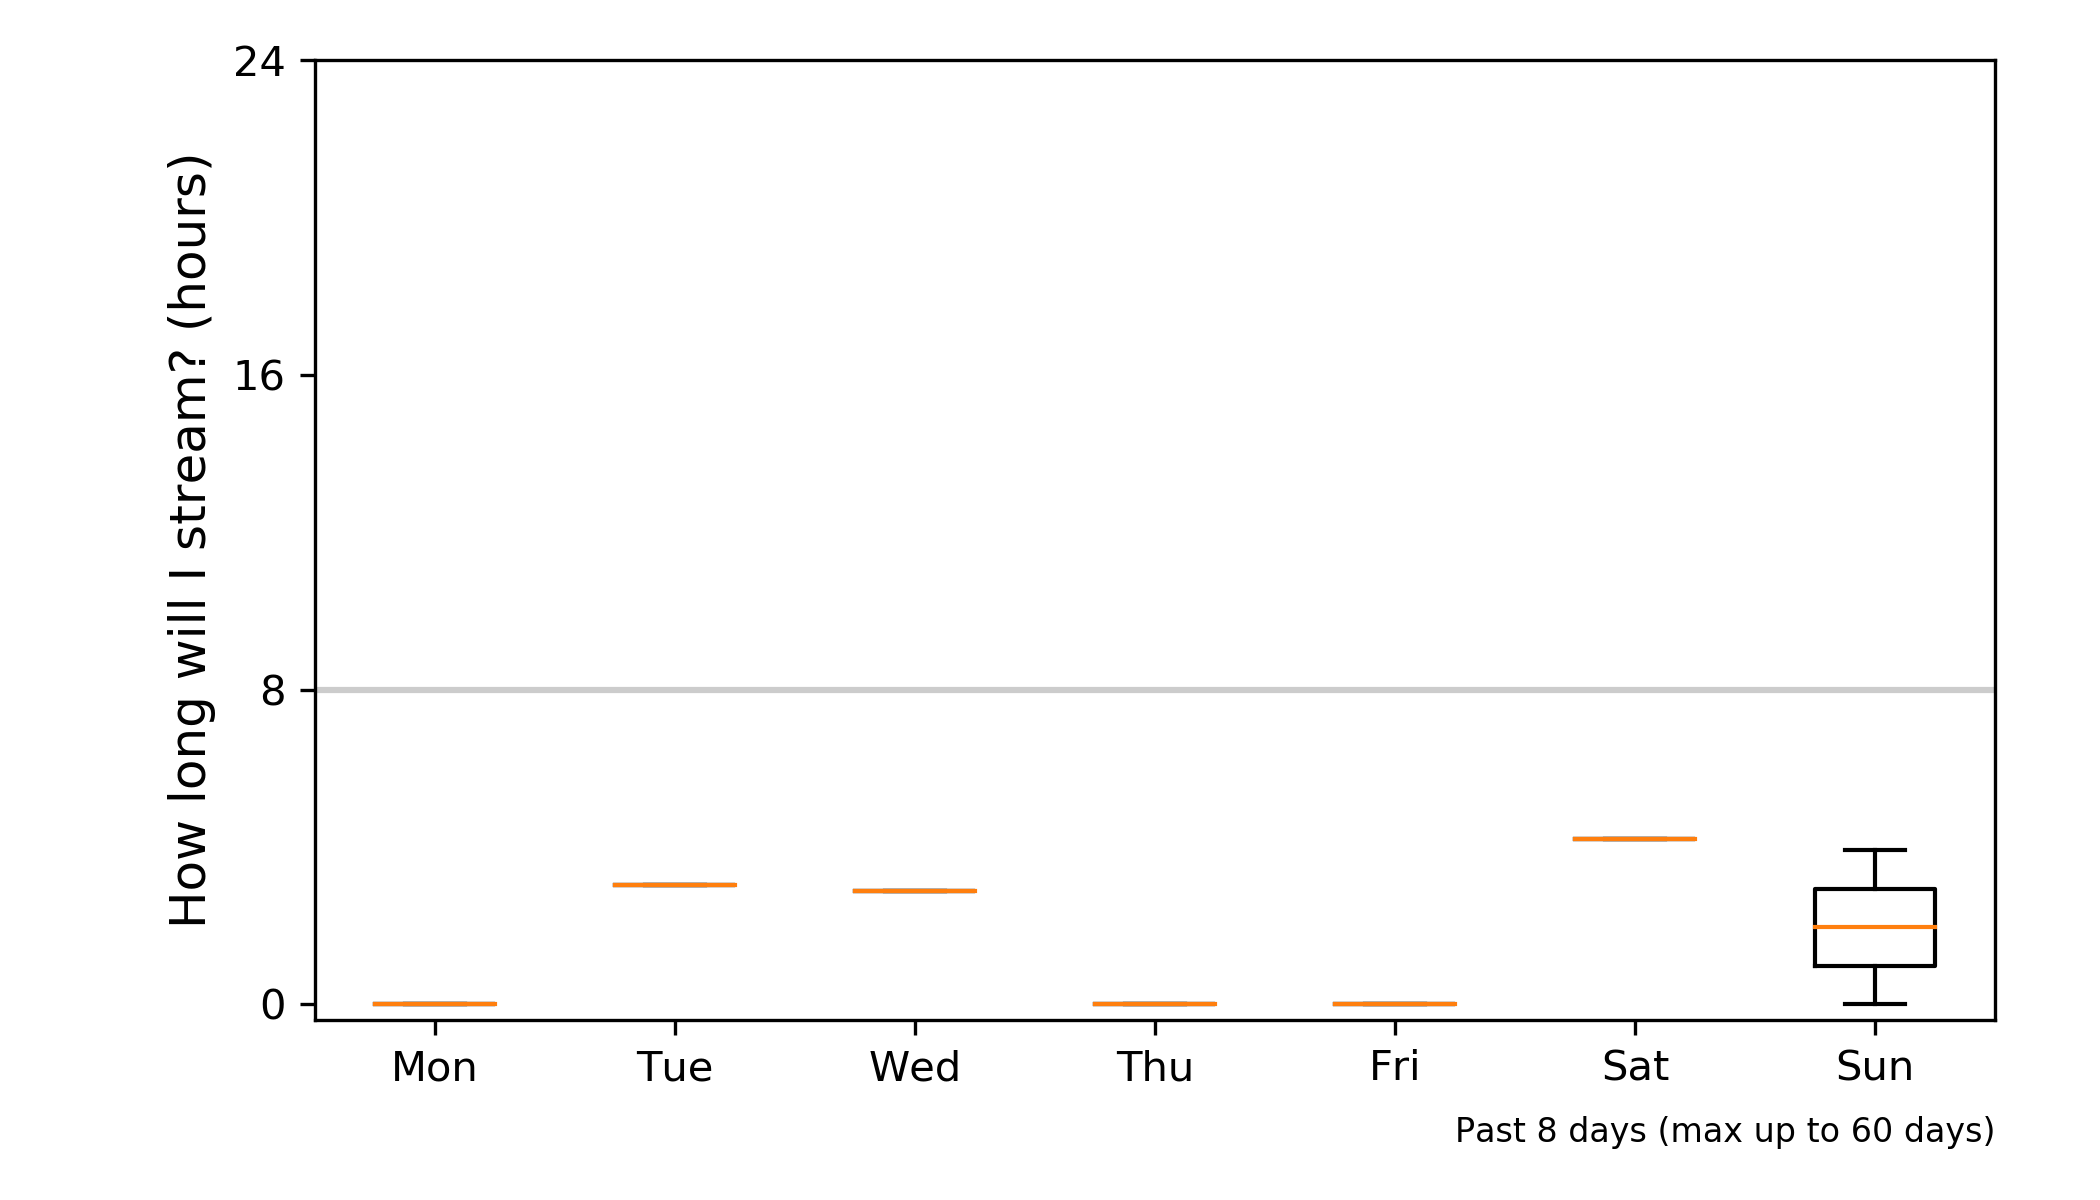 How long will I stream? (hours)
24
16
8
0
Mon Tue Wed Thu Fri Sat Sun
Past 8 days (max up to 60 days)